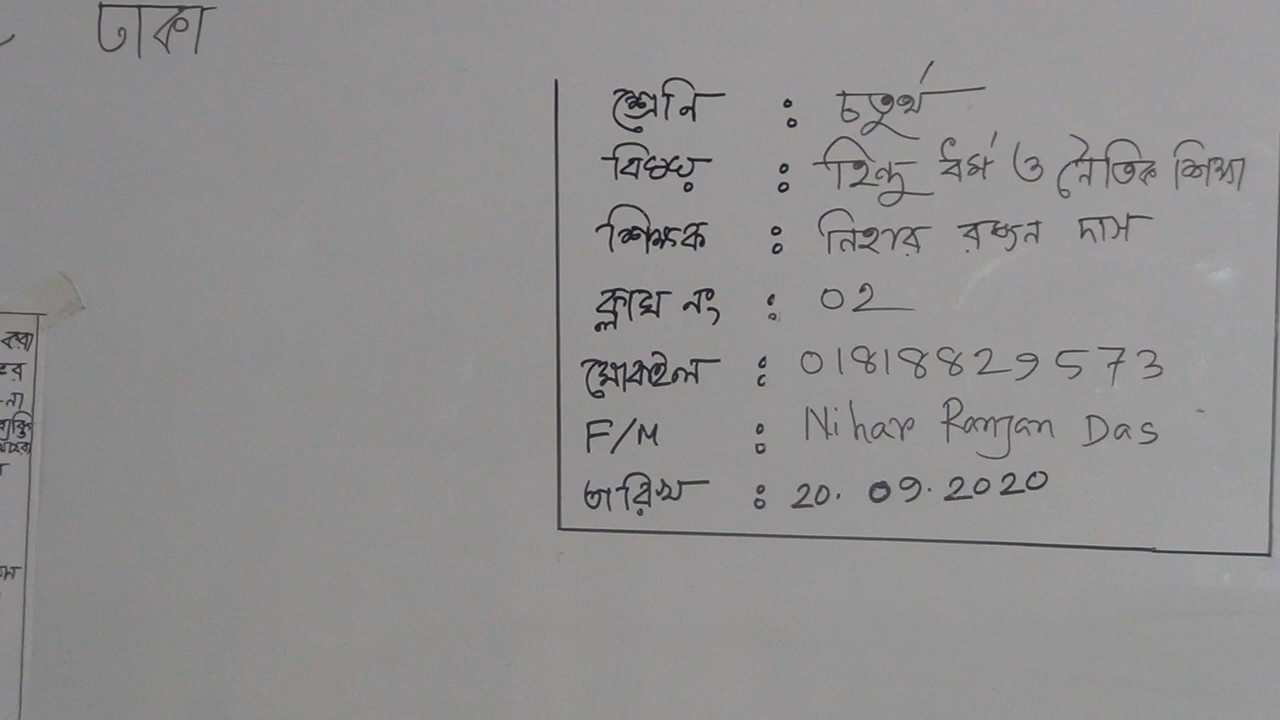 ঢাকা
শ্রেনি : চতুর্থ
বিষয় : হিন্দু ধর্ম ও নৈতিক শিক্ষা
শিক্ষক : নিহার রঞ্জন দাস
ক্লাস নং : 02
মোবাইল : 01818829573
F/M : Nihar Ranjan Das
তারিখ : 20.09.2020